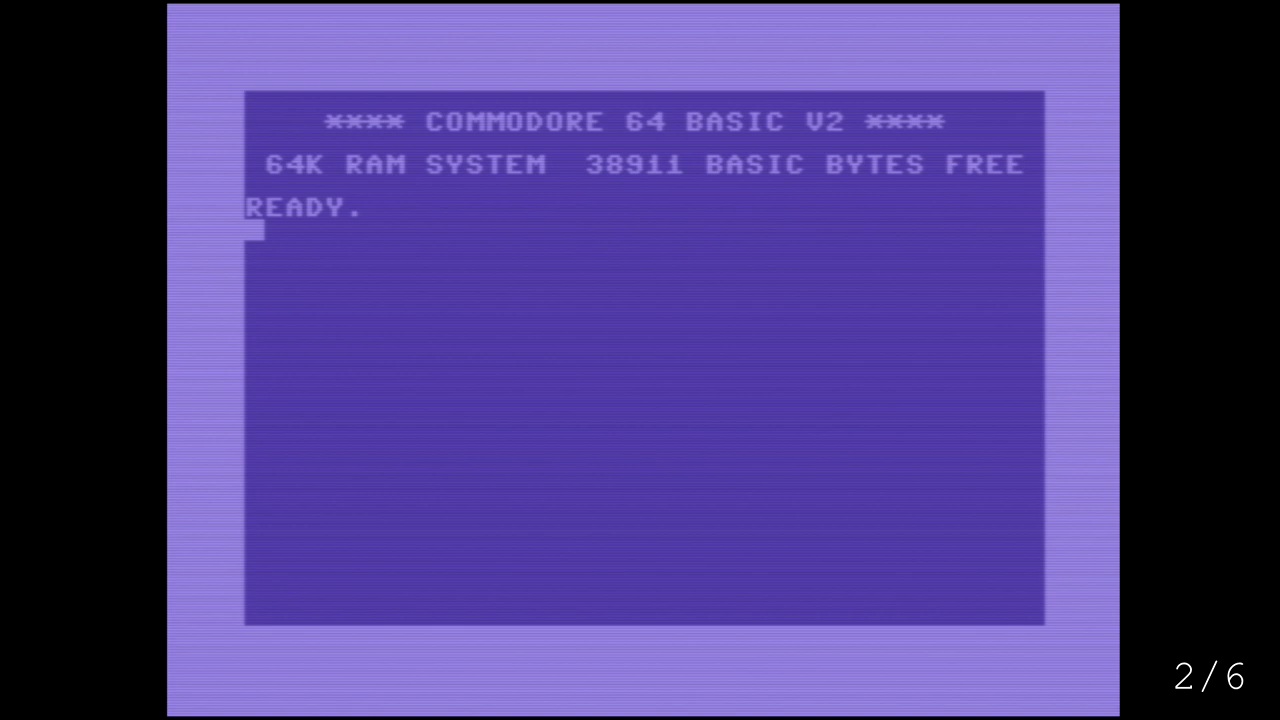 **** COMMODORE 64 BASIC V2 ****
64K RAM SYSTEM  38911 BASIC BYTES FREE
READY.
2/6